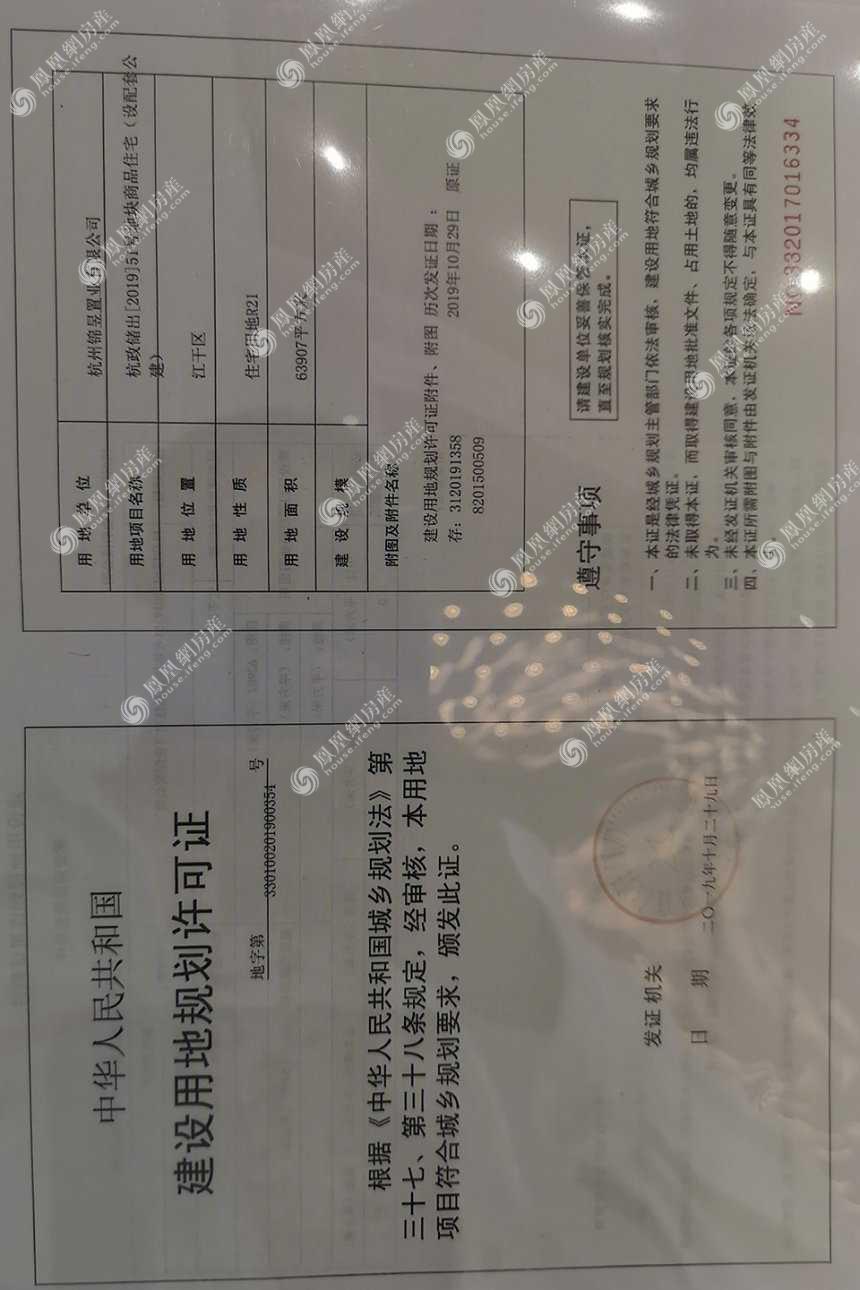 中华人民共和国
建设用地规划许可证
地字第 330100201900354 号
根据《中华人民共和国城乡规划法》第
三十七、第三十八条规定，经审核，本用地
项目符合城乡规划要求，颁发此证。
发证机关
日 期 二〇一九年十月二十九日
用地单位 杭州锦昱置业有限公司
用地项目名称 杭政储出[2019]51号地块商品住宅（设配套公
建）
用地位置 江干区
用地性质 住宅用地R21
用地面积 63907平方米
建设规模
附图及附件名称
建设用地规划许可证附件、附图 历次发证日期：
2019年10月29日 原证
存：3120191358
8201500509
请建设单位妥善保管本证，
直至规划核实完成。
遵守事项
一、本证是经城乡规划主管部门依法审核，建设用地符合城乡规划要求
的法律凭证。
二、未取得本证，而取得建设用地批准文件、占用土地的，均属违法行
为。
三、未经发证机关审核同意，本证的各项规定不得随意变更。
四、本证所需附图与附件由发证机关依法确定，与本证具有同等法律效
力。
NO.332017016334
凤凰網房产
house.ifeng.com